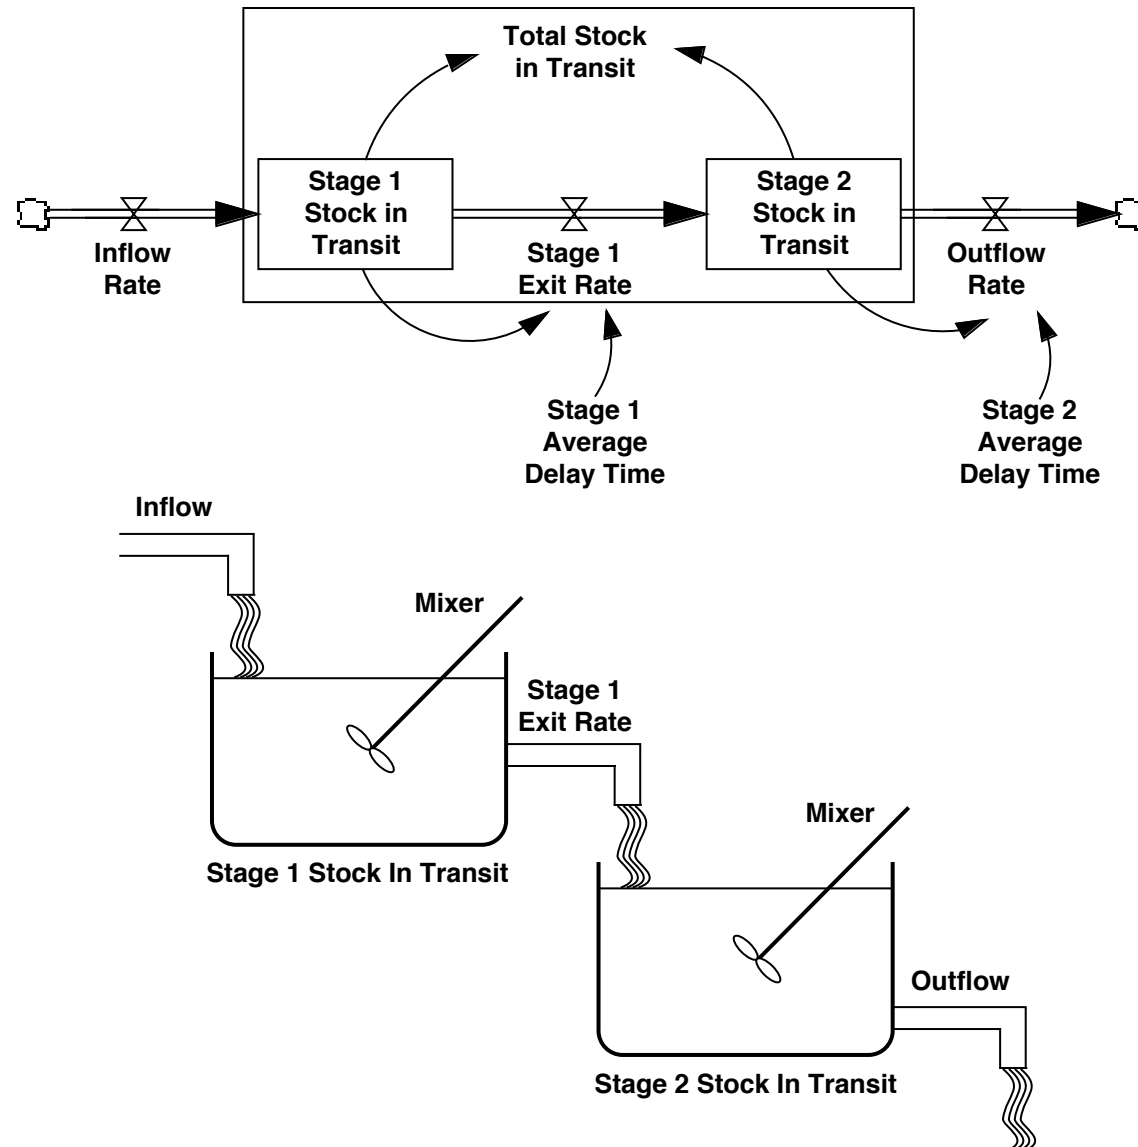 Total Stock
in Transit
Stage 1
Stock in
Transit
Stage 2
Stock in
Transit
Inflow
Rate
Stage 1
Exit Rate
Outflow
Rate
Stage 1
Average
Delay Time
Stage 2
Average
Delay Time
Inflow
Mixer
Stage 1
Exit Rate
Mixer
Stage 1 Stock In Transit
Outflow
Stage 2 Stock In Transit